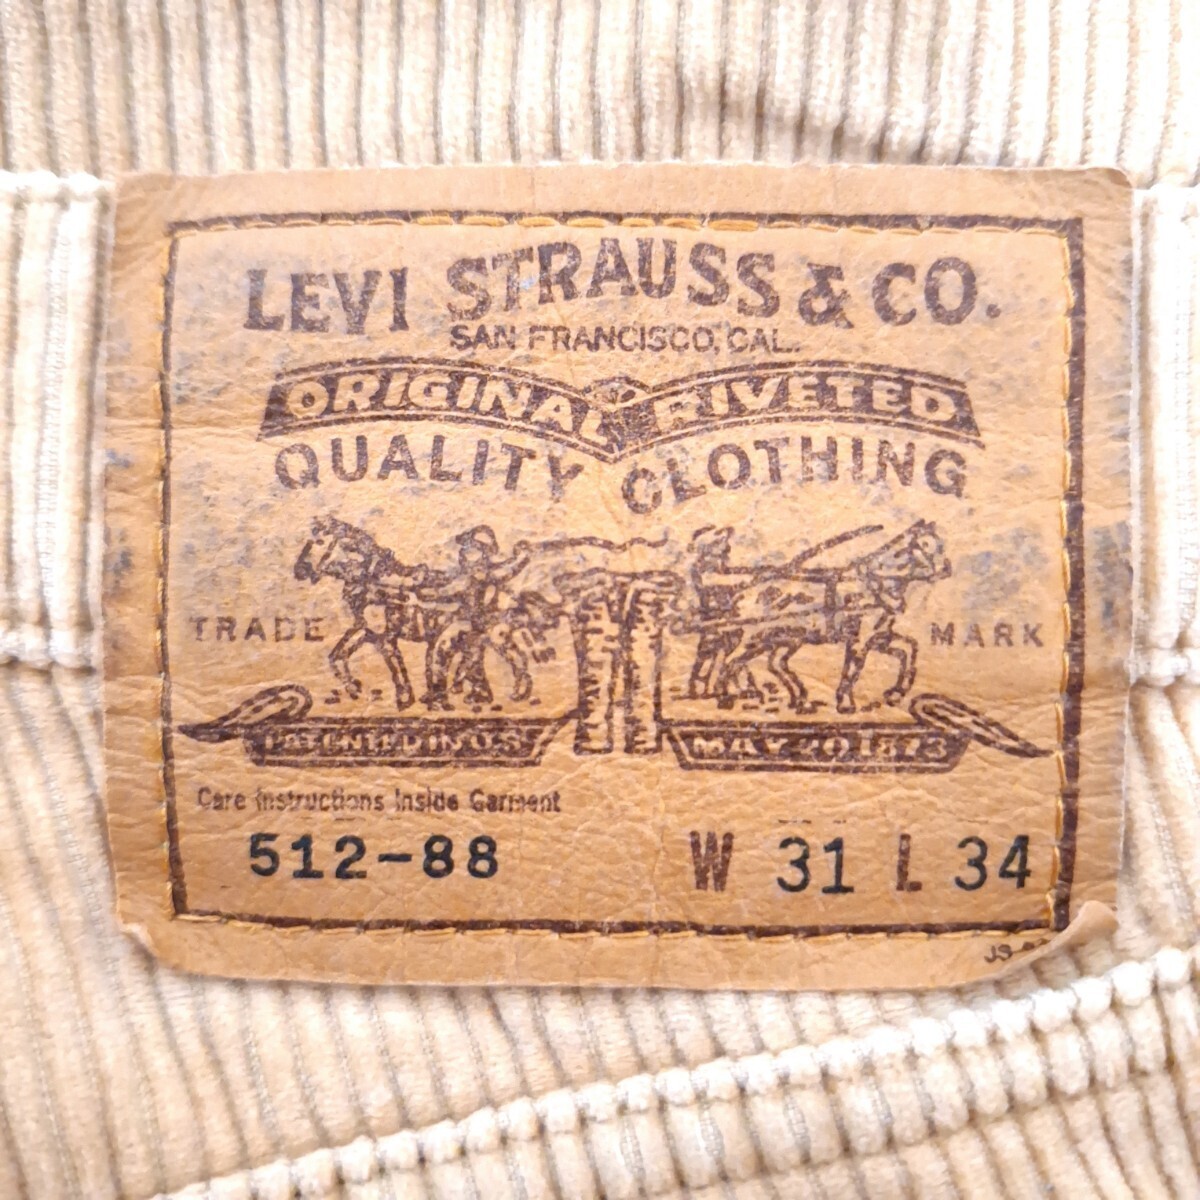 LEVI STRAUSS & CO.
SAN FRANCISCO, CAL.
ORIGINAL RIVETED
QUALITY CLOTHING
TRADE MARK
PATENTED IN U.S. MAY 20 1873
Care Instructions Inside Garment
512-88 W 31 L 34